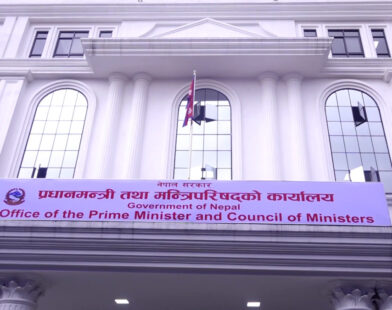 नेपाल सरकार
प्रधानमन्त्री तथा मन्त्रिपरिषद्को कार्यालय
Government of Nepal
Office of the Prime Minister and Council of Ministers